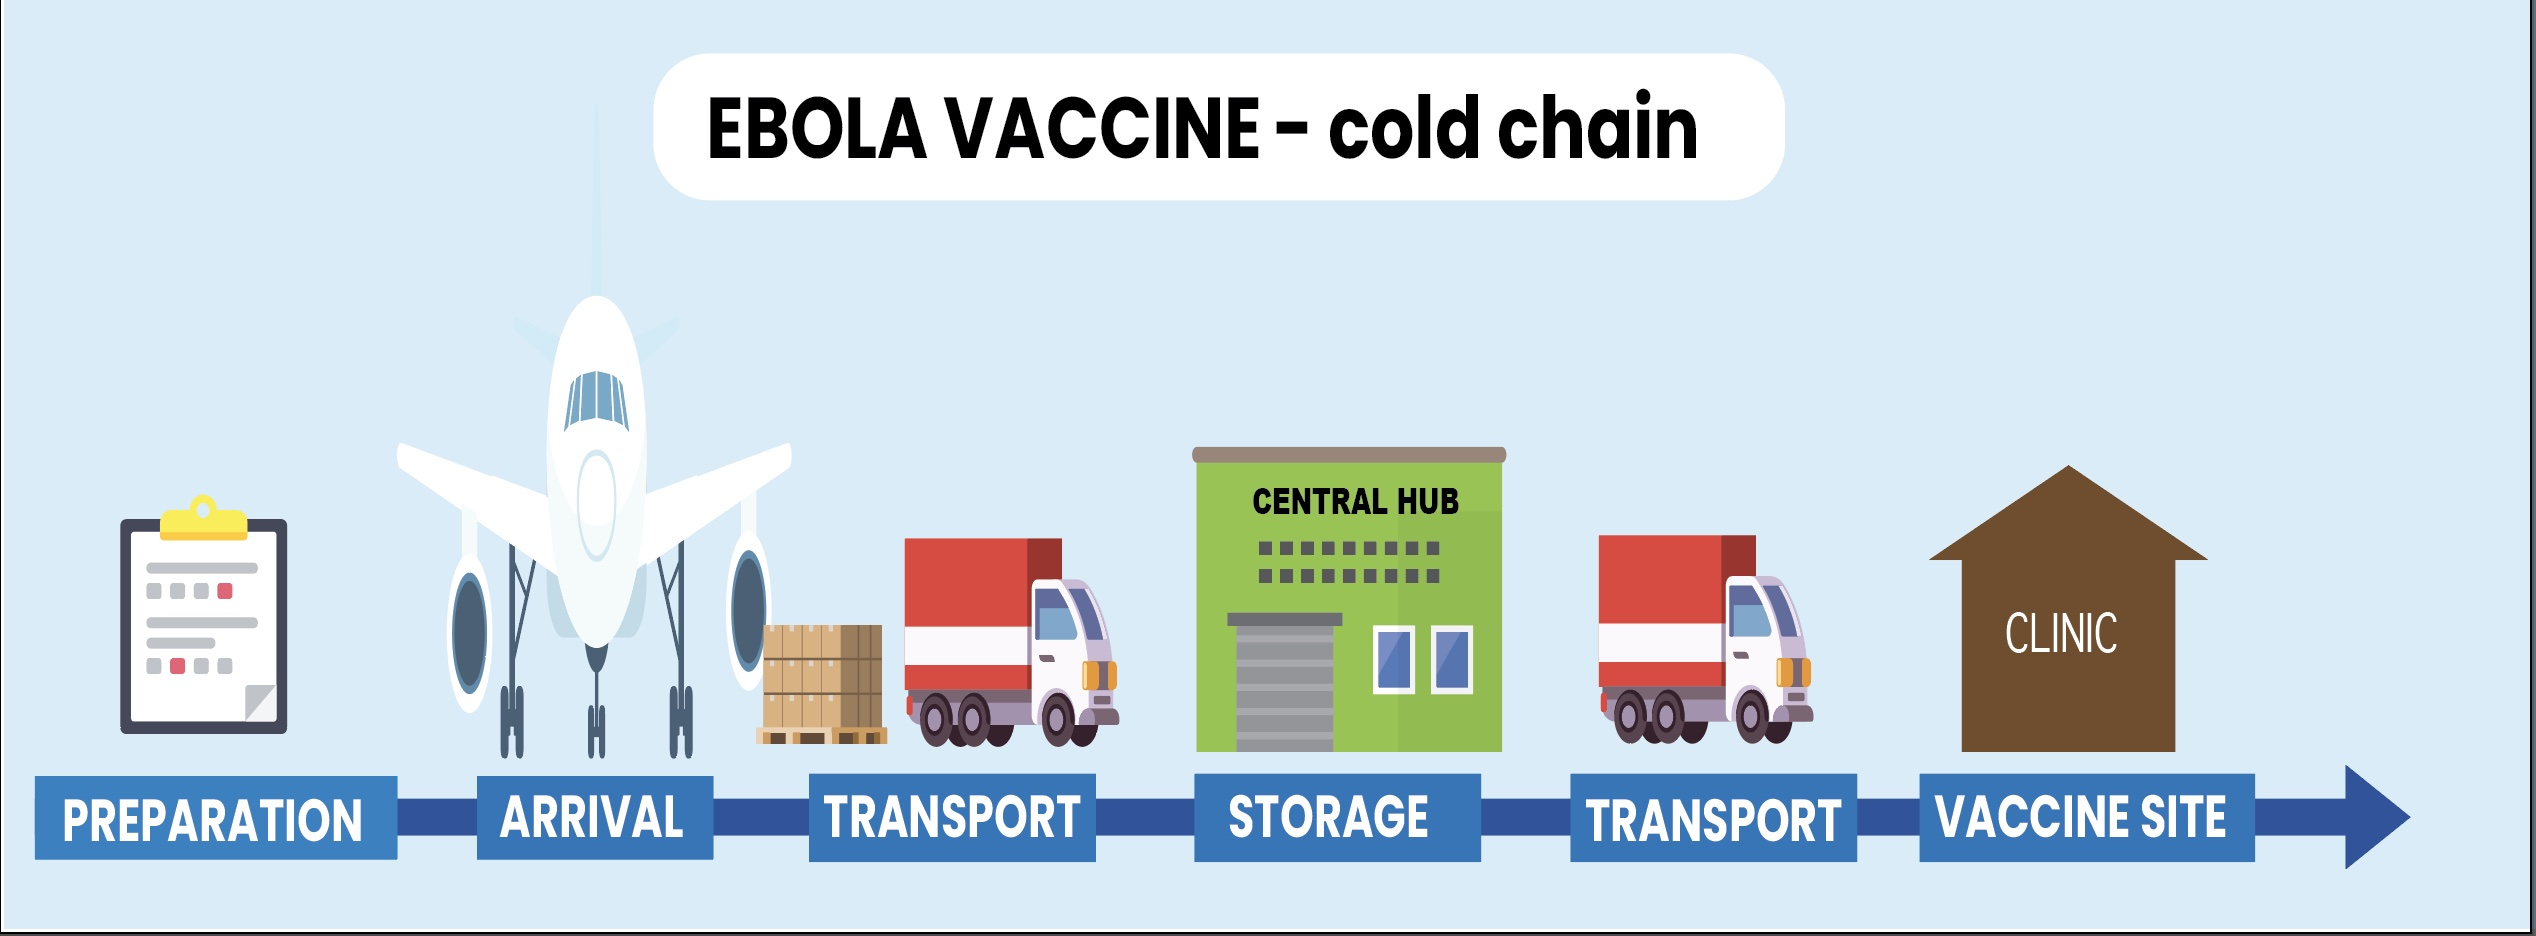 EBOLA VACCINE – cold chain
CENTRAL HUB
CLINIC
PREPARATION
ARRIVAL
TRANSPORT
STORAGE
TRANSPORT
VACCINE SITE